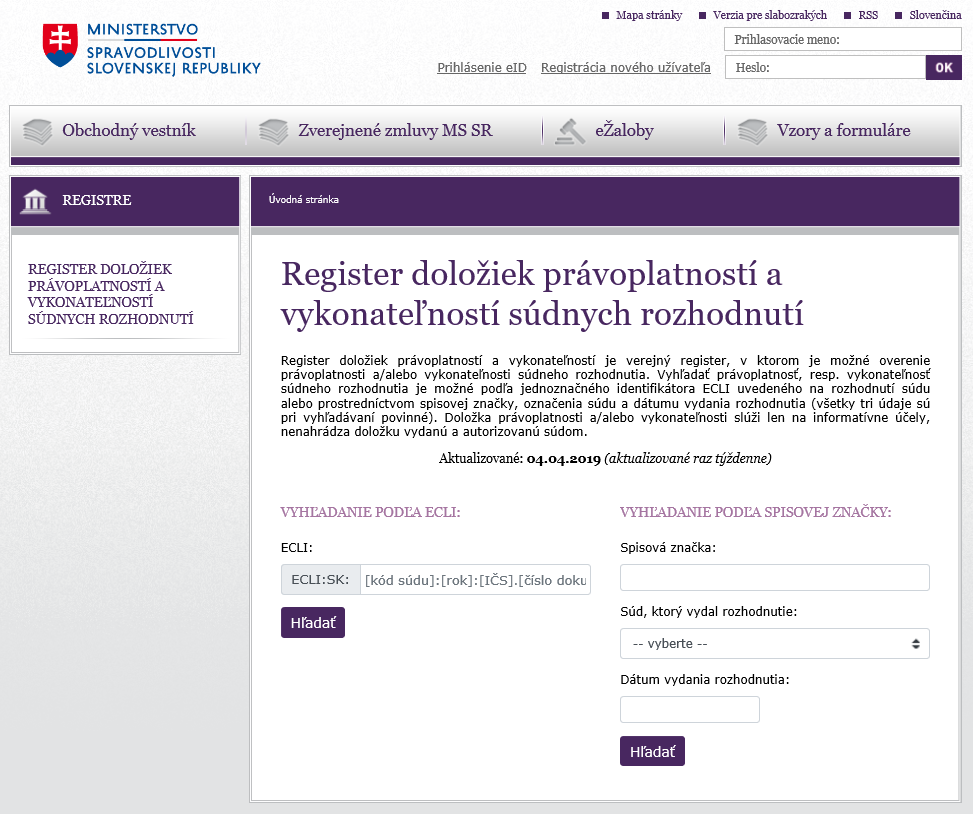 Mapa stránky Verzia pre slabozrakých RSS Slovenčina
MINISTERSTVO
SPRAVODLIVOSTI
SLOVENSKEJ REPUBLIKY
Prihlasovacie meno:
Prihlásenie eID Registrácia nového užívateľa Heslo: OK
Obchodný vestník Zverejnené zmluvy MS SR eŽaloby Vzory a formuláre
REGISTRE
Úvodná stránka
REGISTER DOLOŽIEK
PRÁVOPLATNOSTÍ A
VYKONATEĽNOSTÍ
SÚDNYCH ROZHODNUTÍ
Register doložiek právoplatností a
vykonateľností súdnych rozhodnutí
Register doložiek právoplatností a vykonateľností je verejný register, v ktorom je možné overenie
právoplatnosti a/alebo vykonateľnosti súdneho rozhodnutia. Vyhľadať právoplatnosť, resp. vykonateľnosť
súdneho rozhodnutia je možné podľa jednoznačného identifikátora ECLI uvedeného na rozhodnutí súdu
alebo prostredníctvom spisovej značky, označenia súdu a dátumu vydania rozhodnutia (všetky tri údaje sú
pri vyhľadávaní povinné). Doložka právoplatnosti a/alebo vykonateľnosti slúži len na informatívne účely,
nenahrádza doložku vydanú a autorizovanú súdom.
Aktualizované: 04.04.2019 (aktualizované raz týždenne)
VYHĽADANIE PODĽA ECLI:
ECLI:
ECLI:SK: [kód súdu]:[rok]:[IČS].[číslo doku
Hľadať
VYHĽADANIE PODĽA SPISOVEJ ZNAČKY:
Spisová značka:
Súd, ktorý vydal rozhodnutie:
-- vyberte --
Dátum vydania rozhodnutia:
Hľadať